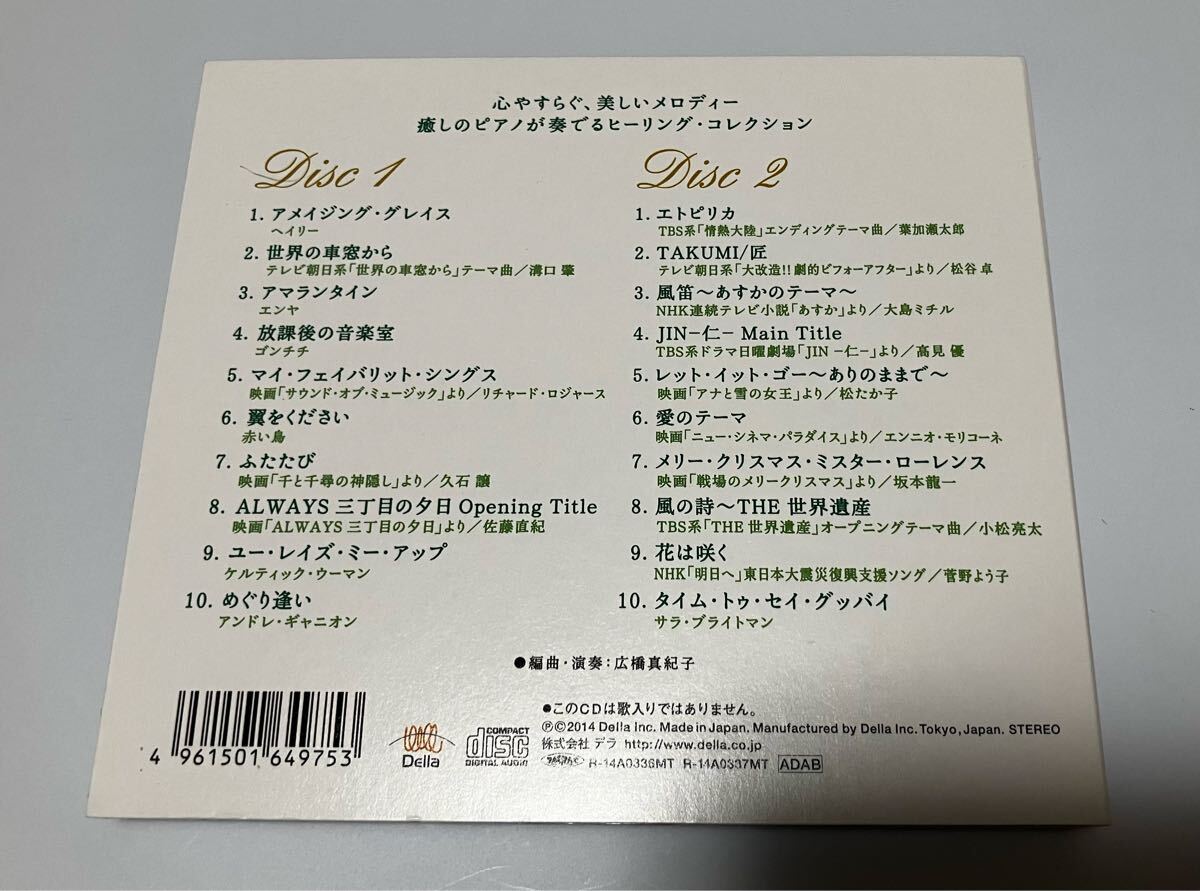 心やすらぐ、美しいメロディー
癒しのピアノが奏でるヒーリング・コレクション
Disc 1
1. アメイジング・グレイス
ヘイリー
2. 世界の車窓から
テレビ朝日系「世界の車窓から」テーマ曲／溝口 肇
3. アマランタイン
エンヤ
4. 放課後の音楽室
ゴンチチ
5. マイ・フェイバリット・シングス
映画「サウンド・オブ・ミュージック」より／リチャード・ロジャース
6. 翼をください
赤い鳥
7. ふたたび
映画「千と千尋の神隠し」より／久石 譲
8. ALWAYS 三丁目の夕日 Opening Title
映画「ALWAYS 三丁目の夕日」より／佐藤直紀
9. ユー・レイズ・ミー・アップ
ケルティック・ウーマン
10. めぐり逢い
アンドレ・ギャニオン
Disc 2
1. エトピリカ
TBS系「情熱大陸」エンディングテーマ曲／葉加瀬太郎
2. TAKUMI/匠
テレビ朝日系「大改造!!劇的ビフォーアフター」より／松谷 卓
3. 風笛～あすかのテーマ～
NHK連続テレビ小説「あすか」より／大島ミチル
4. JIN−仁− Main Title
TBS系ドラマ日曜劇場「JIN −仁−」より／高見 優
5. レット・イット・ゴー～ありのままで～
映画「アナと雪の女王」より／松たか子
6. 愛のテーマ
映画「ニュー・シネマ・パラダイス」より／エンニオ・モリコーネ
7. メリー・クリスマス・ミスター・ローレンス
映画「戦場のメリークリスマス」より／坂本龍一
8. 風の詩～THE 世界遺産
TBS系「THE 世界遺産」オープニングテーマ曲／小松亮太
9. 花は咲く
NHK「明日へ」東日本大震災復興支援ソング／菅野よう子
10. タイム・トゥ・セイ・グッバイ
サラ・ブライトマン
●編曲・演奏：広橋真紀子
4 961501 649753
Della
COMPACT
disc
DIGITAL AUDIO
●このCDは歌入りではありません。
℗©2014 Della Inc. Made in Japan. Manufactured by Della Inc. Tokyo, Japan. STEREO
株式会社 デラ http://www.della.co.jp
R-14A0336MT R-14A0337MT ADAB